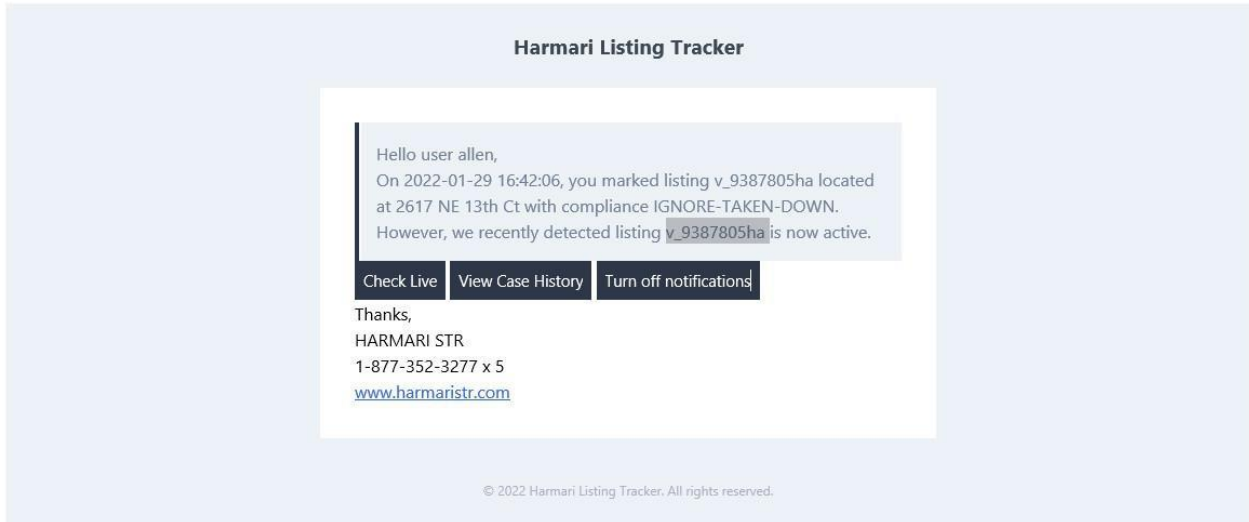 Harmari Listing Tracker
Hello user allen,
On 2022-01-29 16:42:06, you marked listing v_9387805ha located
at 2617 NE 13th Ct with compliance IGNORE-TAKEN-DOWN.
However, we recently detected listing v_9387805ha is now active.
Check Live View Case History Turn off notifications
Thanks,
HARMARI STR
1-877-352-3277 x 5
www.harmaristr.com
© 2022 Harmari Listing Tracker. All rights reserved.